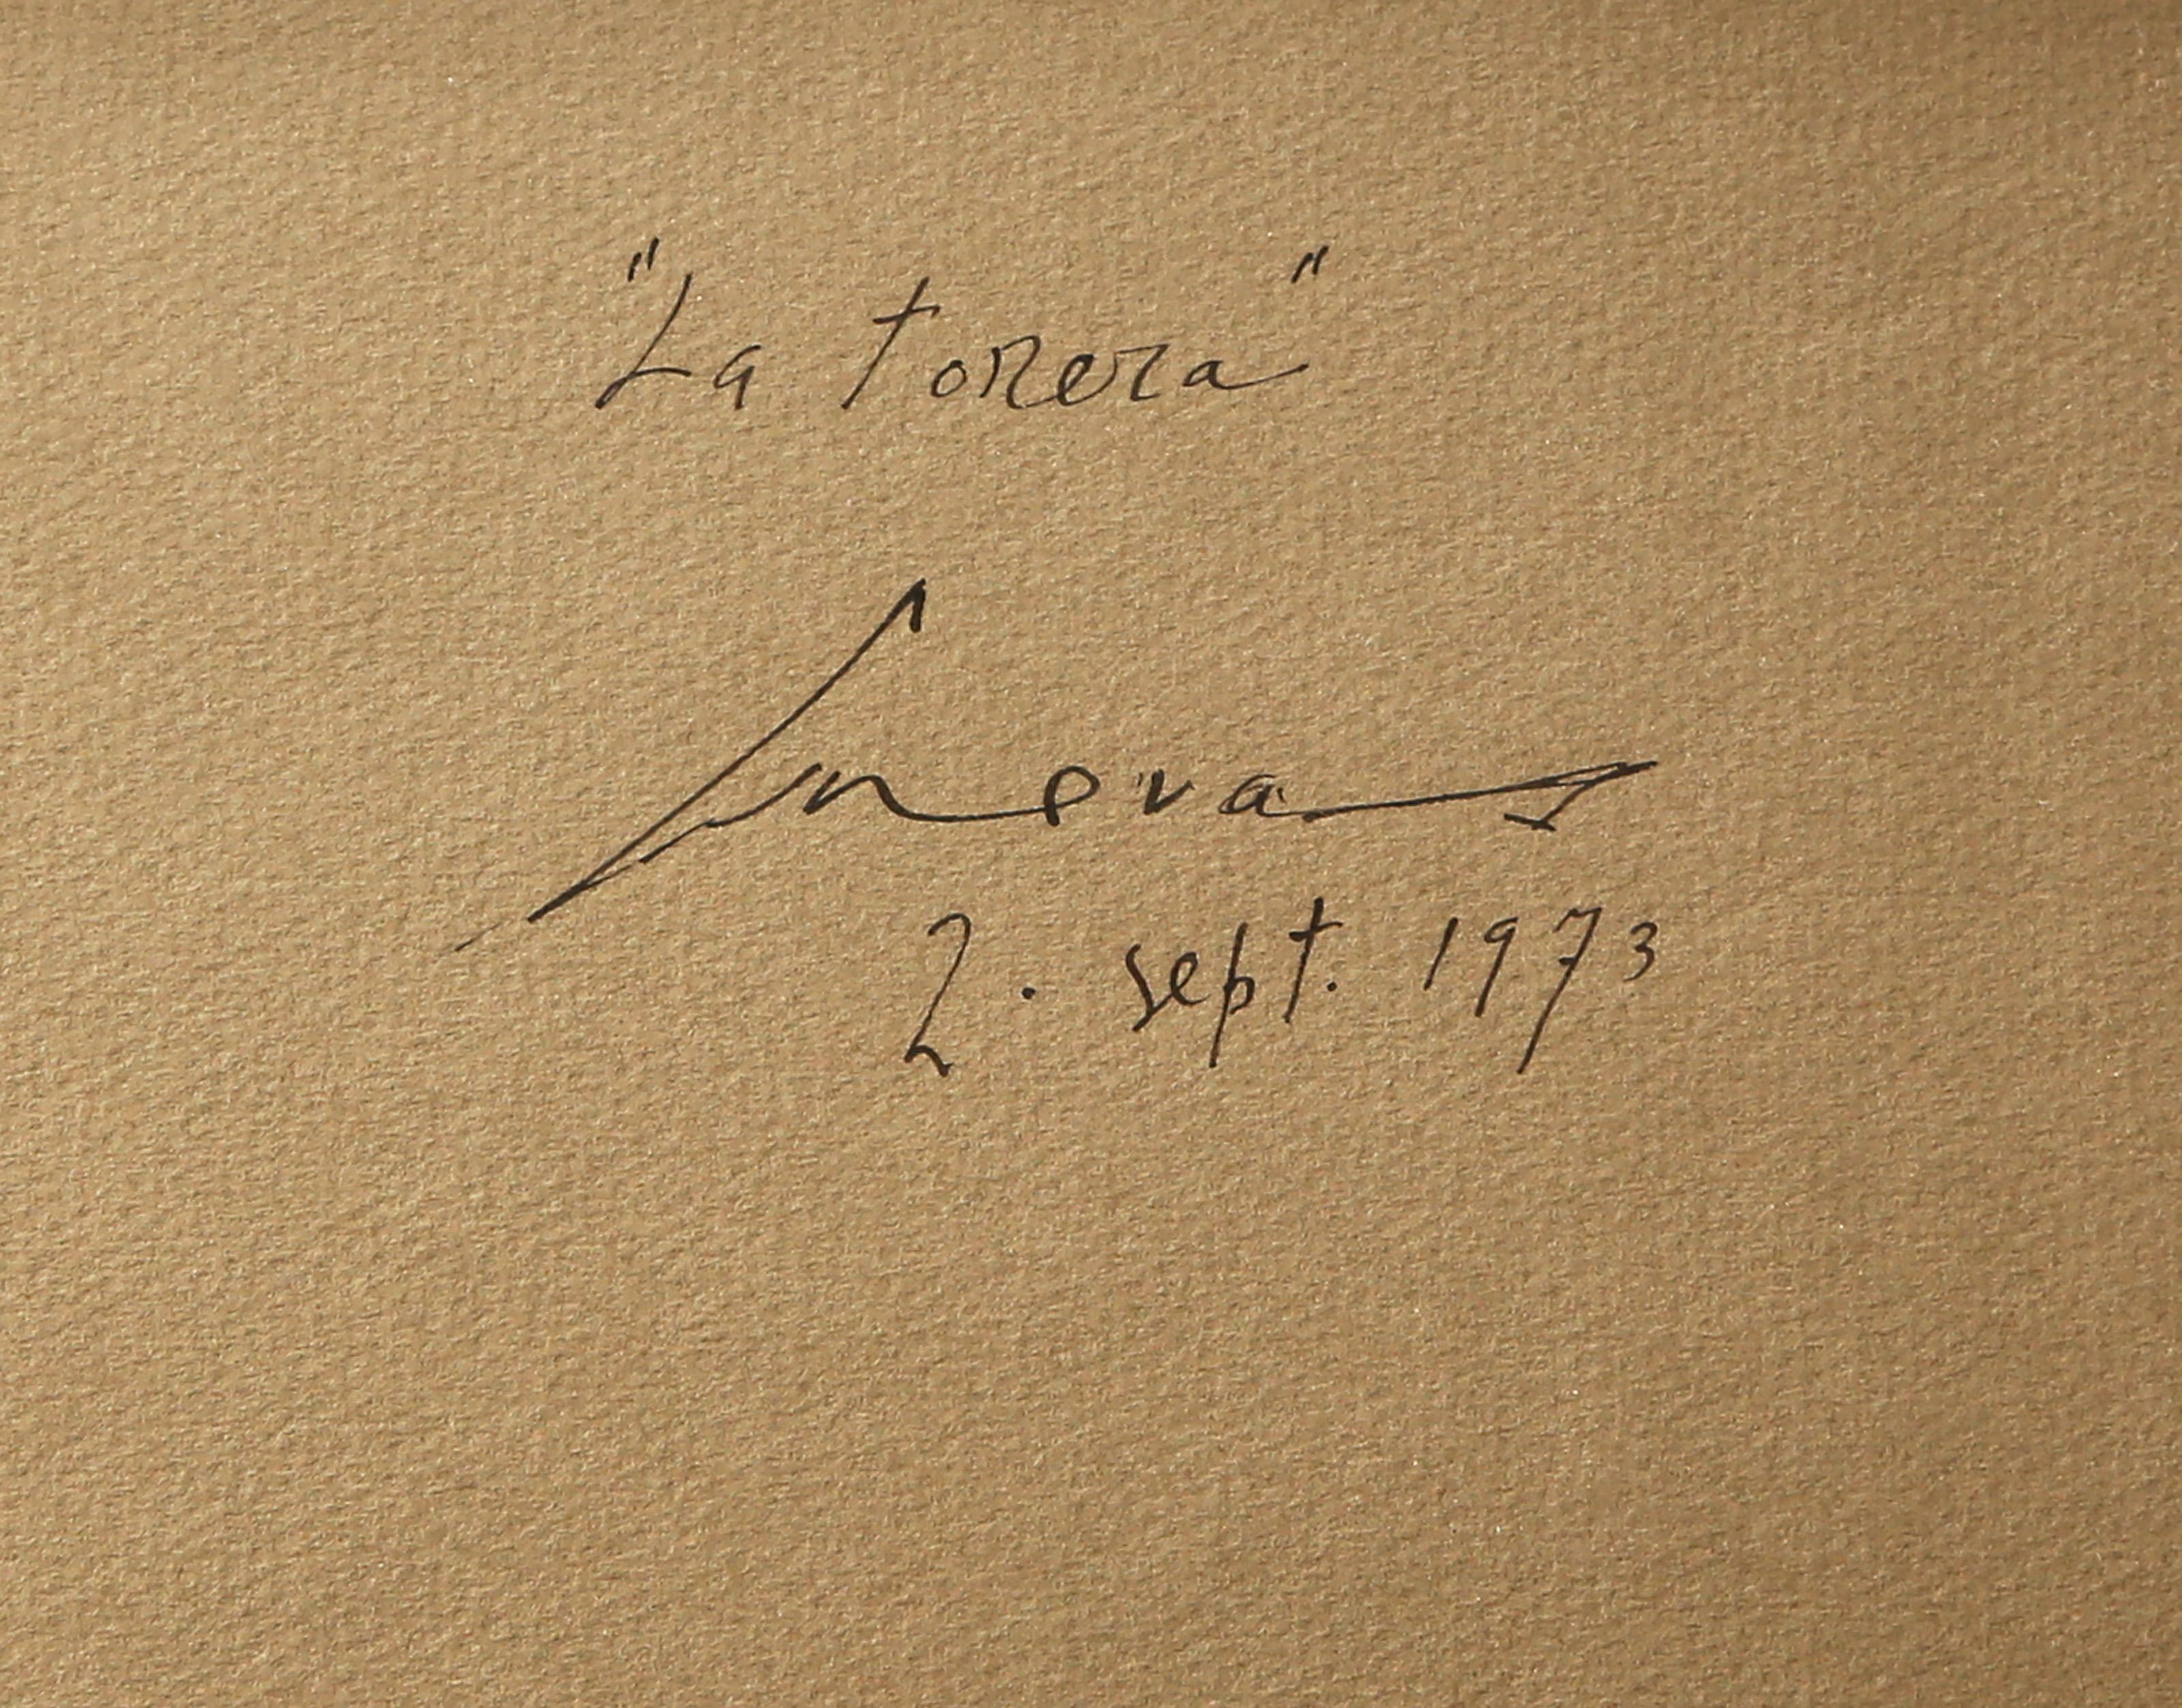 "La torera"
2. sept. 1973